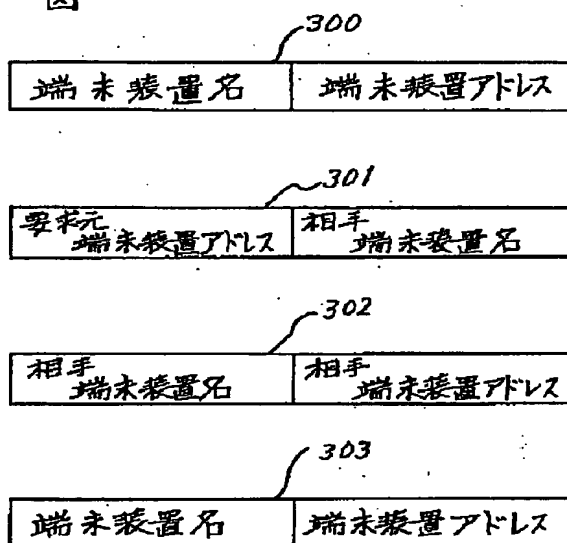 図
300
端末装置名 端末装置アドレス
301
要求元 相手
端末装置アドレス 端末装置名
302
相手 相手
端末装置名 端末装置アドレス
303
端末装置名 端末装置アドレス